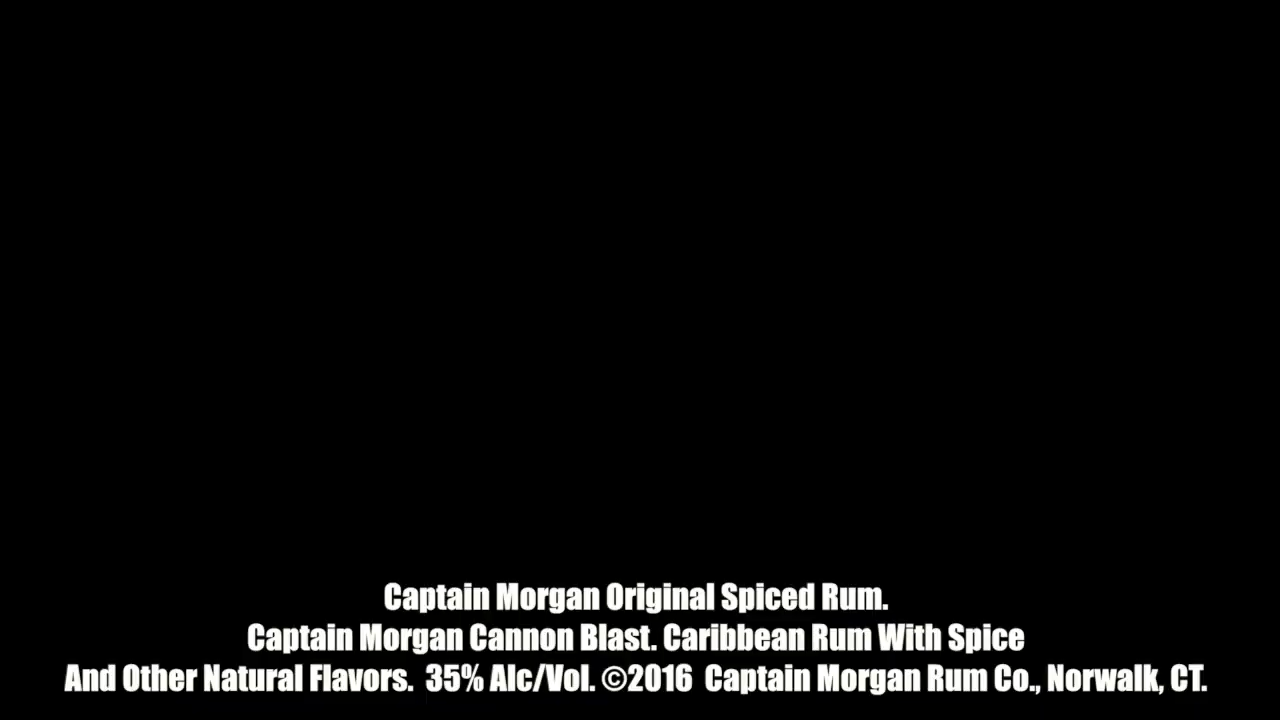 Captain Morgan Original Spiced Rum.
Captain Morgan Cannon Blast. Caribbean Rum With Spice
And Other Natural Flavors. 35% Alc/Vol. ©2016 Captain Morgan Rum Co., Norwalk, CT.